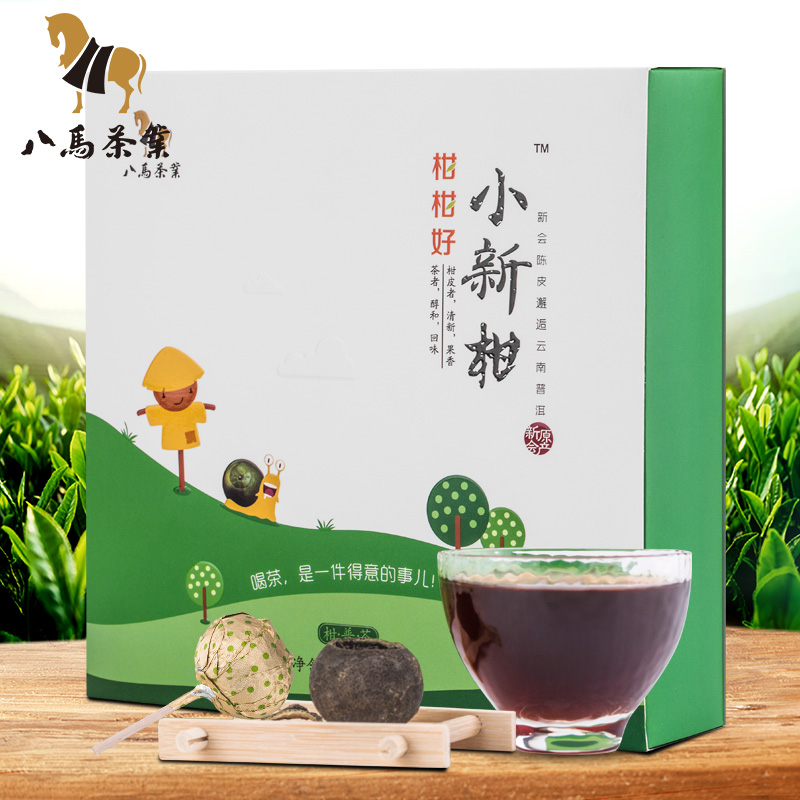 八馬茶業
八馬茶業
TM
柑柑好
小新柑
新会陈皮邂逅云南普洱
柑皮者，清新，果香
茶者，醇和，回味
新会
原产
喝茶，是一件得意的事儿！
柑·普·茶
净